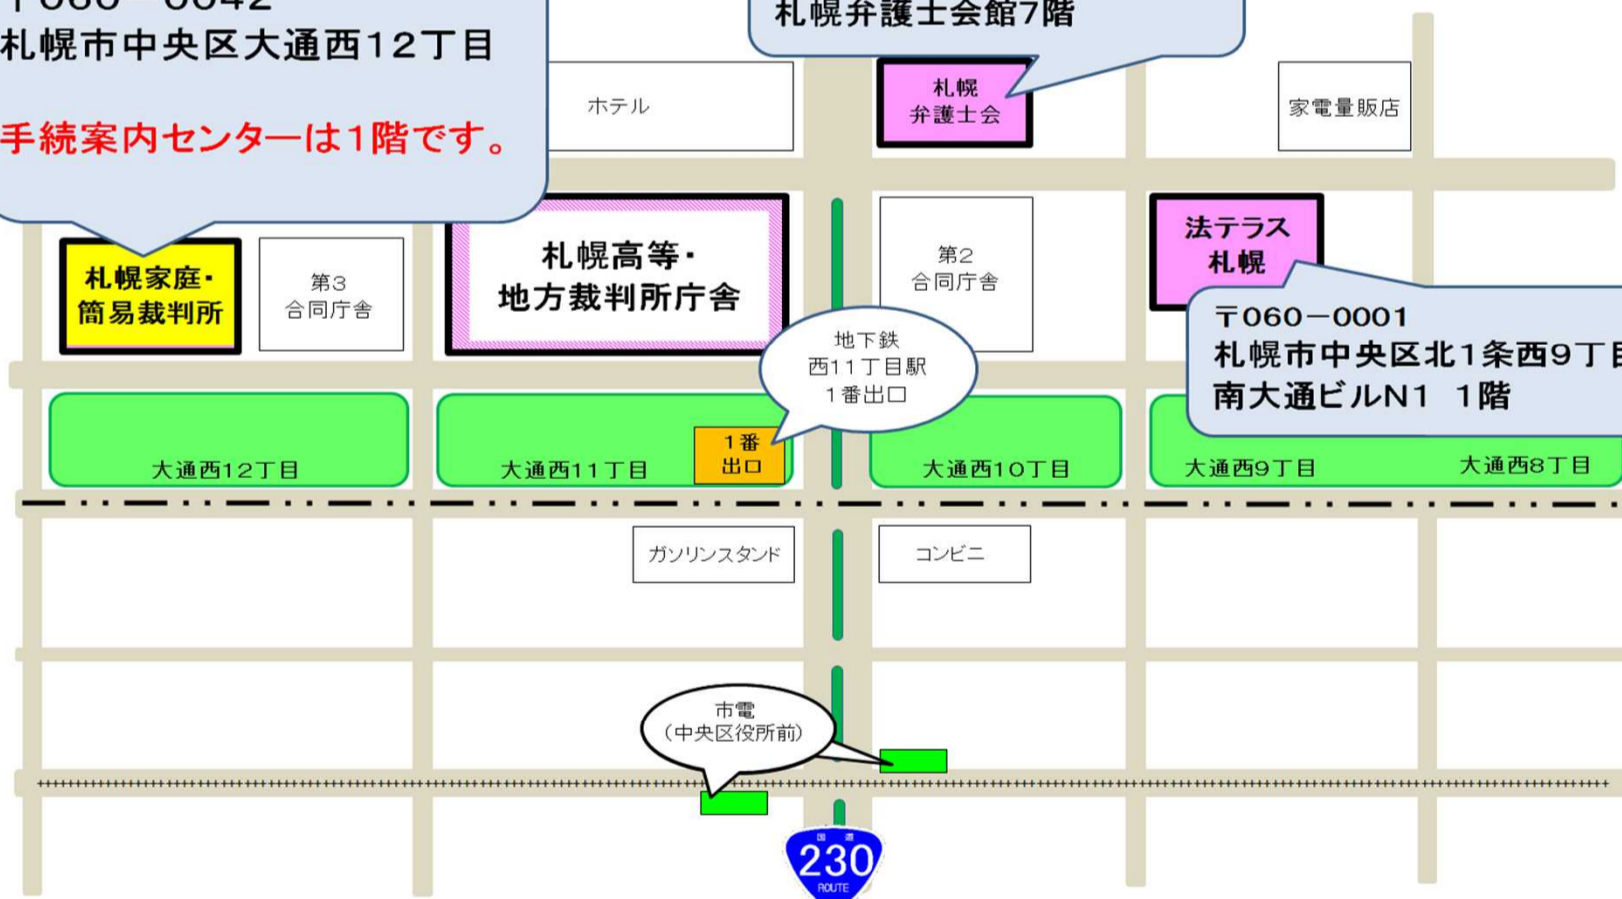 〒060-0042
札幌市中央区大通西12丁目
手続案内センターは1階です。
札幌弁護士会館7階
ホテル
札幌
弁護士会
家電量販店
札幌家庭・
簡易裁判所
第3
合同庁舎
札幌高等・
地方裁判所庁舎
第2
合同庁舎
法テラス
札幌
地下鉄
西11丁目駅
1番出口
〒060-0001
札幌市中央区北1条西9丁目
南大通ビルN1 1階
大通西12丁目
大通西11丁目
1番
出口
大通西10丁目
大通西9丁目
大通西8丁目
ガソリンスタンド
コンビニ
市電
(中央区役所前)
国道
230
ROUTE